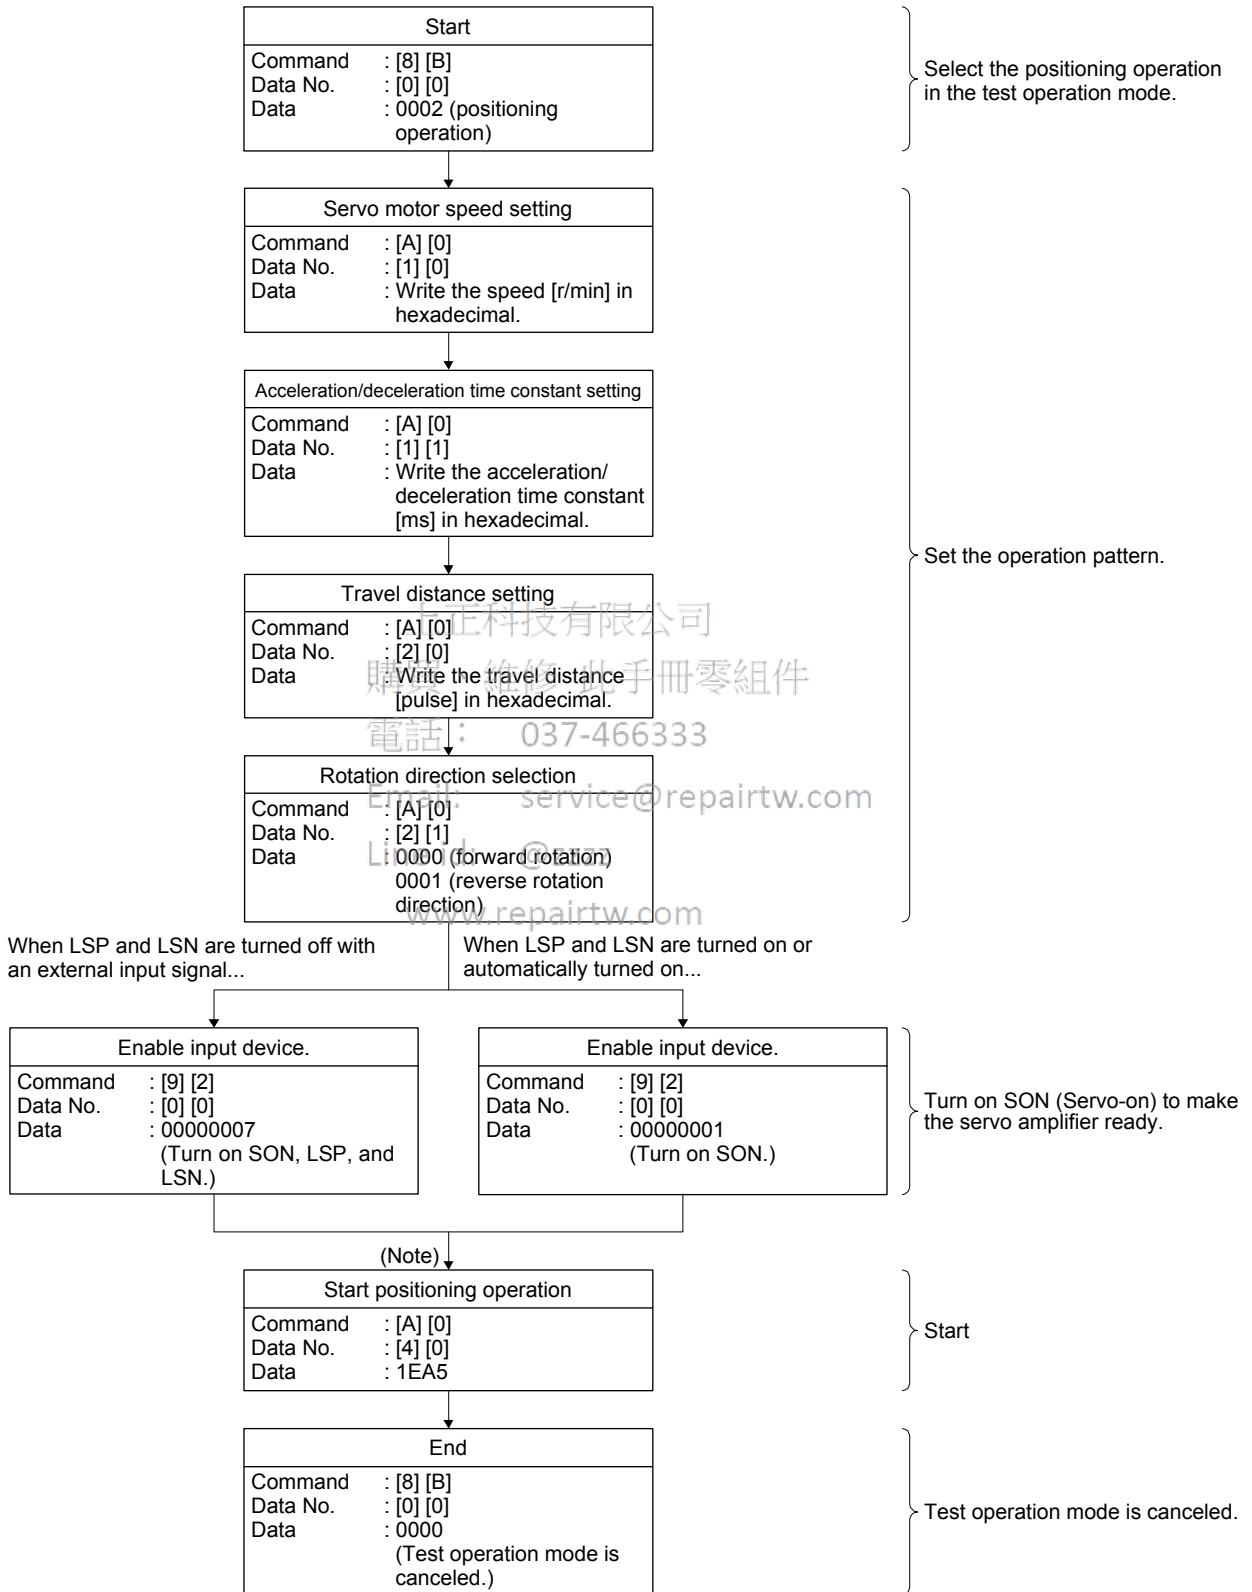 Start
Command : [8] [B]
Data No. : [0] [0]
Data : 0002 (positioning
operation)
Select the positioning operation
in the test operation mode.
Servo motor speed setting
Command : [A] [0]
Data No. : [1] [0]
Data : Write the speed [r/min] in
hexadecimal.
Acceleration/deceleration time constant setting
Command : [A] [0]
Data No. : [1] [1]
Data : Write the acceleration/
deceleration time constant
[ms] in hexadecimal.
Set the operation pattern.
Travel distance setting
Command : [A] [0]
Data No. : [2] [0]
Data : Write the travel distance
[pulse] in hexadecimal.
上正科技有限公司
購買、維修 此手冊零組件
電話： 037-466333
Email: service@repairtw.com
Line id: @zzzz
www.repairtw.com
Rotation direction selection
Command : [A] [0]
Data No. : [2] [1]
Data : 0000 (forward rotation)
0001 (reverse rotation
direction)
When LSP and LSN are turned off with
an external input signal...
When LSP and LSN are turned on or
automatically turned on...
Enable input device.
Command : [9] [2]
Data No. : [0] [0]
Data : 00000007
(Turn on SON, LSP, and
LSN.)
Enable input device.
Command : [9] [2]
Data No. : [0] [0]
Data : 00000001
(Turn on SON.)
Turn on SON (Servo-on) to make
the servo amplifier ready.
(Note)
Start positioning operation
Command : [A] [0]
Data No. : [4] [0]
Data : 1EA5
Start
End
Command : [8] [B]
Data No. : [0] [0]
Data : 0000
(Test operation mode is
canceled.)
Test operation mode is canceled.